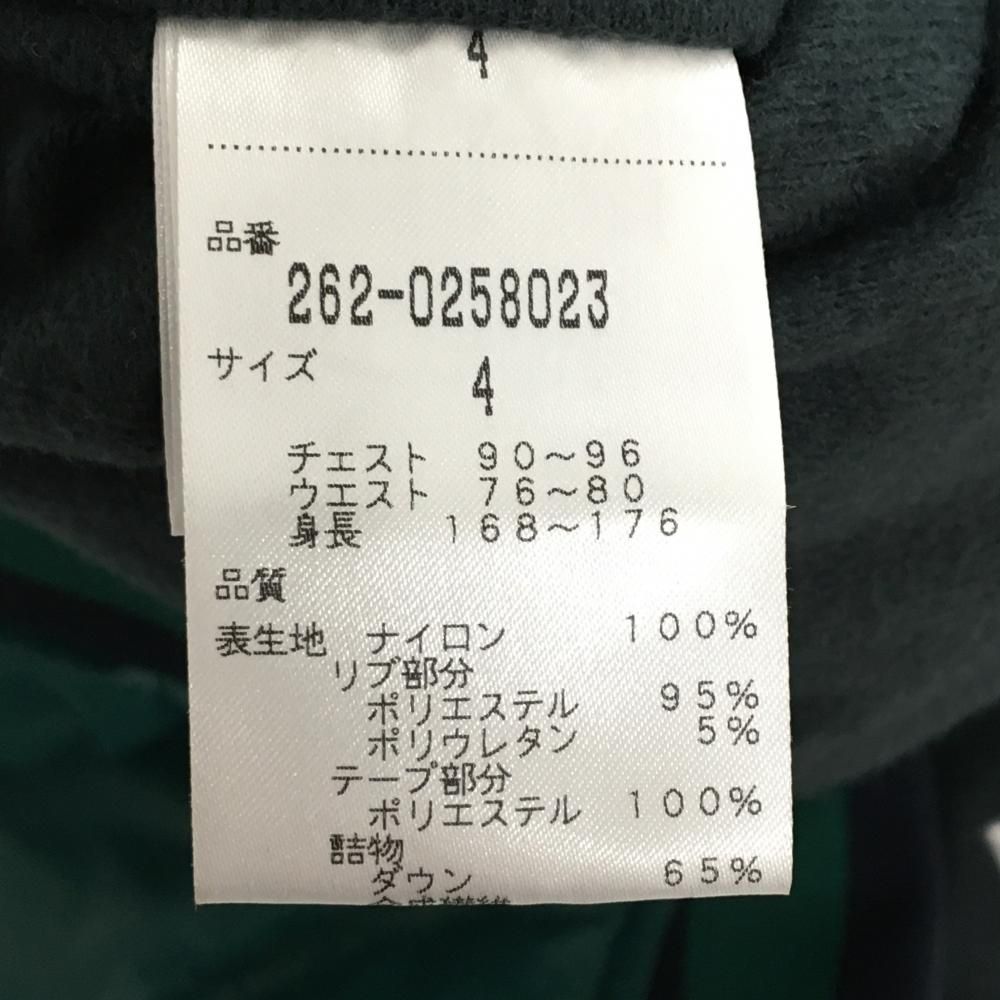 4
品番
262-0258023
サイズ
4
チェスト 90～96
ウエスト 76～80
身長 168～176
品質
表生地 ナイロン 100%
リブ部分
ポリエステル 95%
ポリウレタン 5%
テープ部分
ポリエステル 100%
詰物
ダウン 65%